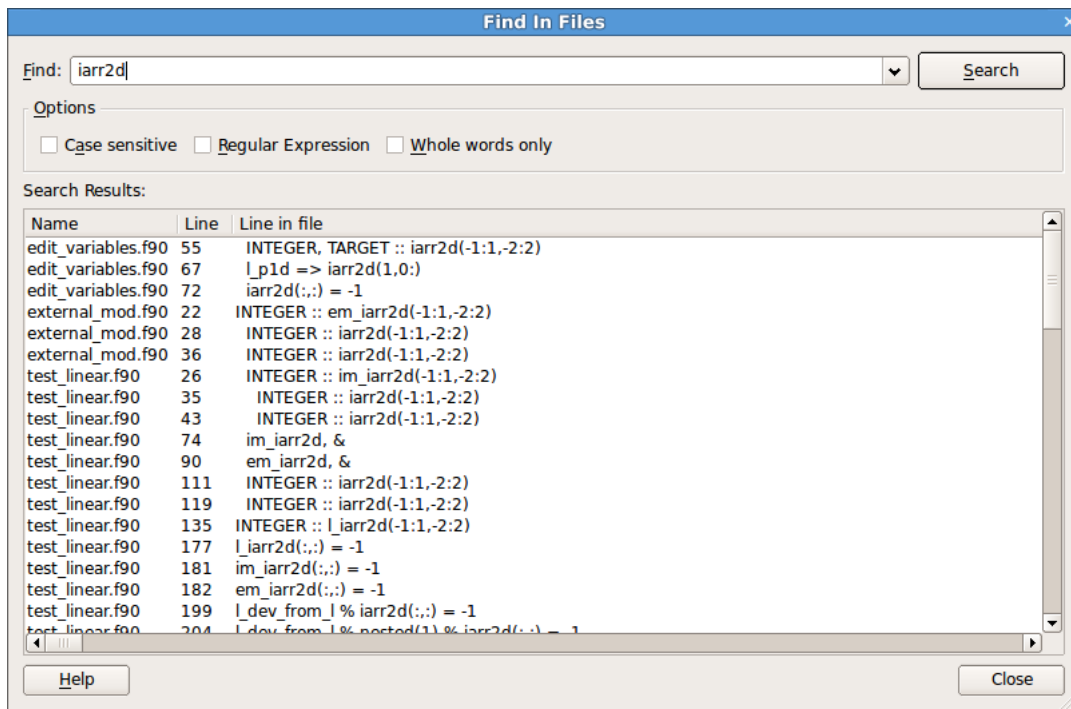 Find In Files
Find: iarr2d Search
Options
Case sensitive Regular Expression Whole words only
Search Results:
Name Line Line in file
edit_variables.f90 55 INTEGER, TARGET :: iarr2d(-1:1,-2:2)
edit_variables.f90 67 l_p1d => iarr2d(1,0:)
edit_variables.f90 72 iarr2d(:,:) = -1
external_mod.f90 22 INTEGER :: em_iarr2d(-1:1,-2:2)
external_mod.f90 28 INTEGER :: iarr2d(-1:1,-2:2)
external_mod.f90 36 INTEGER :: iarr2d(-1:1,-2:2)
test_linear.f90 26 INTEGER :: im_iarr2d(-1:1,-2:2)
test_linear.f90 35 INTEGER :: iarr2d(-1:1,-2:2)
test_linear.f90 43 INTEGER :: iarr2d(-1:1,-2:2)
test_linear.f90 74 im_iarr2d, &
test_linear.f90 90 em_iarr2d, &
test_linear.f90 111 INTEGER :: iarr2d(-1:1,-2:2)
test_linear.f90 119 INTEGER :: iarr2d(-1:1,-2:2)
test_linear.f90 135 INTEGER :: l_iarr2d(-1:1,-2:2)
test_linear.f90 177 l_iarr2d(:,:) = -1
test_linear.f90 181 im_iarr2d(:,:) = -1
test_linear.f90 182 em_iarr2d(:,:) = -1
test_linear.f90 199 l_dev_from_l % iarr2d(:,:) = -1
test_linear.f90 204 l_dev_from_l % nested(1) % iarr2d(:,:) = -1
Help Close